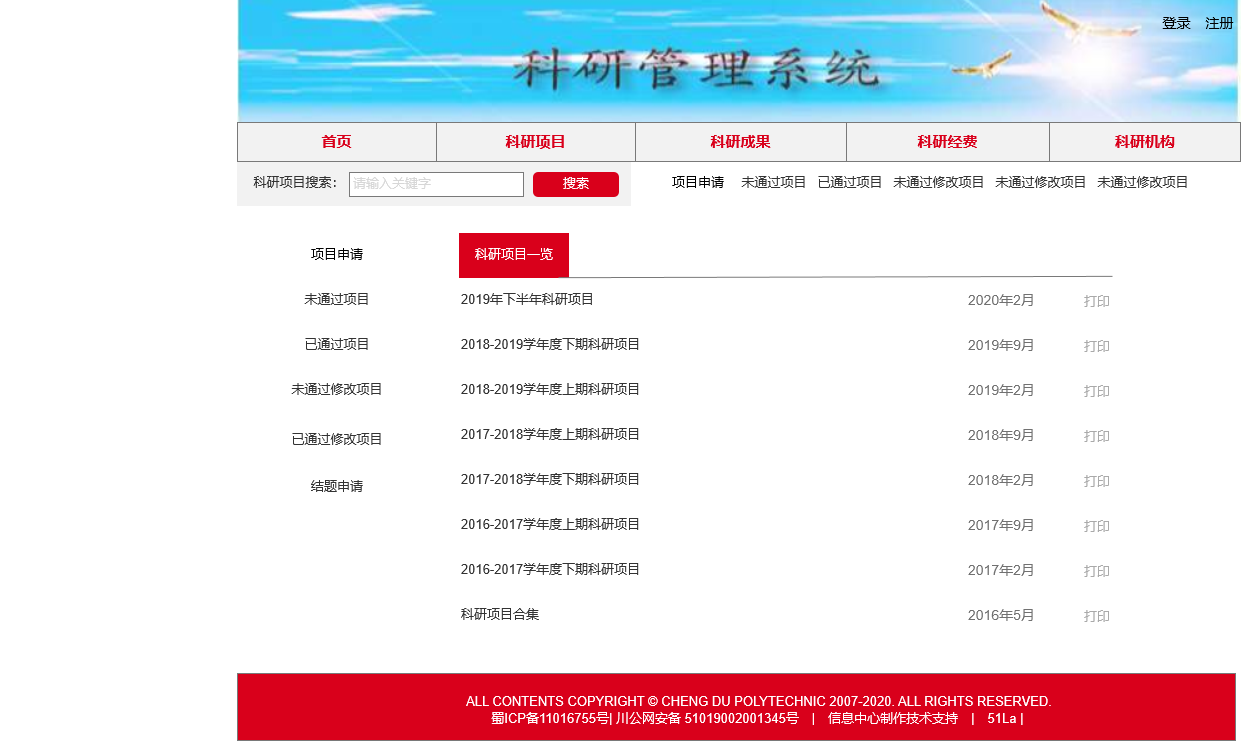 登录 注册
科研管理系统
首页 科研项目 科研成果 科研经费 科研机构
科研项目搜索： 请输入关键字 搜索 项目申请 未通过项目 已通过项目 未通过修改项目 未通过修改项目 未通过修改项目
项目申请 科研项目一览
未通过项目 2019年下半年科研项目 2020年2月 打印
已通过项目 2018-2019学年度下期科研项目 2019年9月 打印
未通过修改项目 2018-2019学年度上期科研项目 2019年2月 打印
已通过修改项目 2017-2018学年度上期科研项目 2018年9月 打印
结题申请 2017-2018学年度下期科研项目 2018年2月 打印
2016-2017学年度上期科研项目 2017年9月 打印
2016-2017学年度下期科研项目 2017年2月 打印
科研项目合集 2016年5月 打印
ALL CONTENTS COPYRIGHT © CHENG DU POLYTECHNIC 2007-2020. ALL RIGHTS RESERVED.
蜀ICP备11016755号| 川公网安备 51019002001345号 | 信息中心制作技术支持 | 51La |